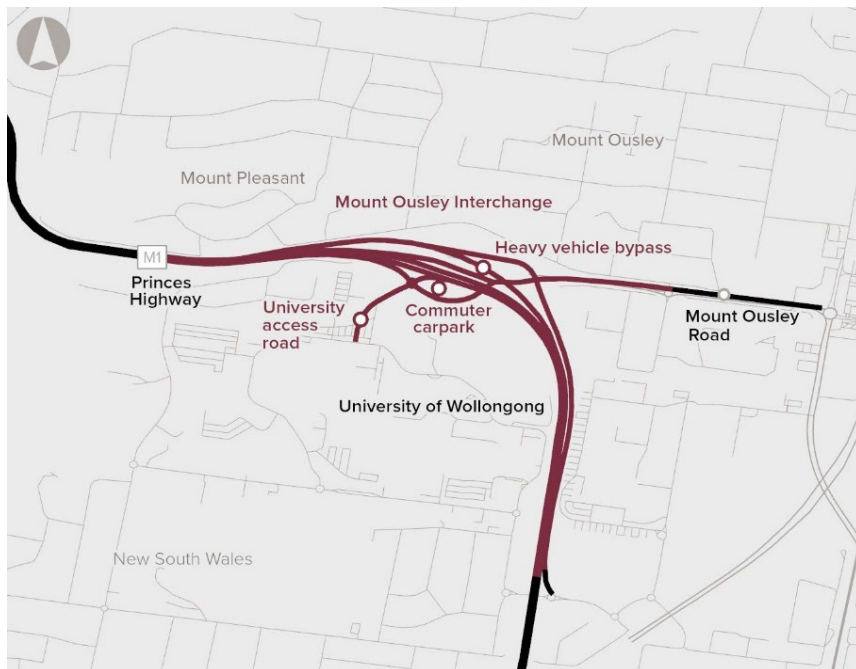 Mount Ousley
Mount Pleasant
Mount Ousley Interchange
Heavy vehicle bypass
M1
Princes
Highway
University
access
road
Commuter
carpark
Mount Ousley
Road
University of Wollongong
New South Wales